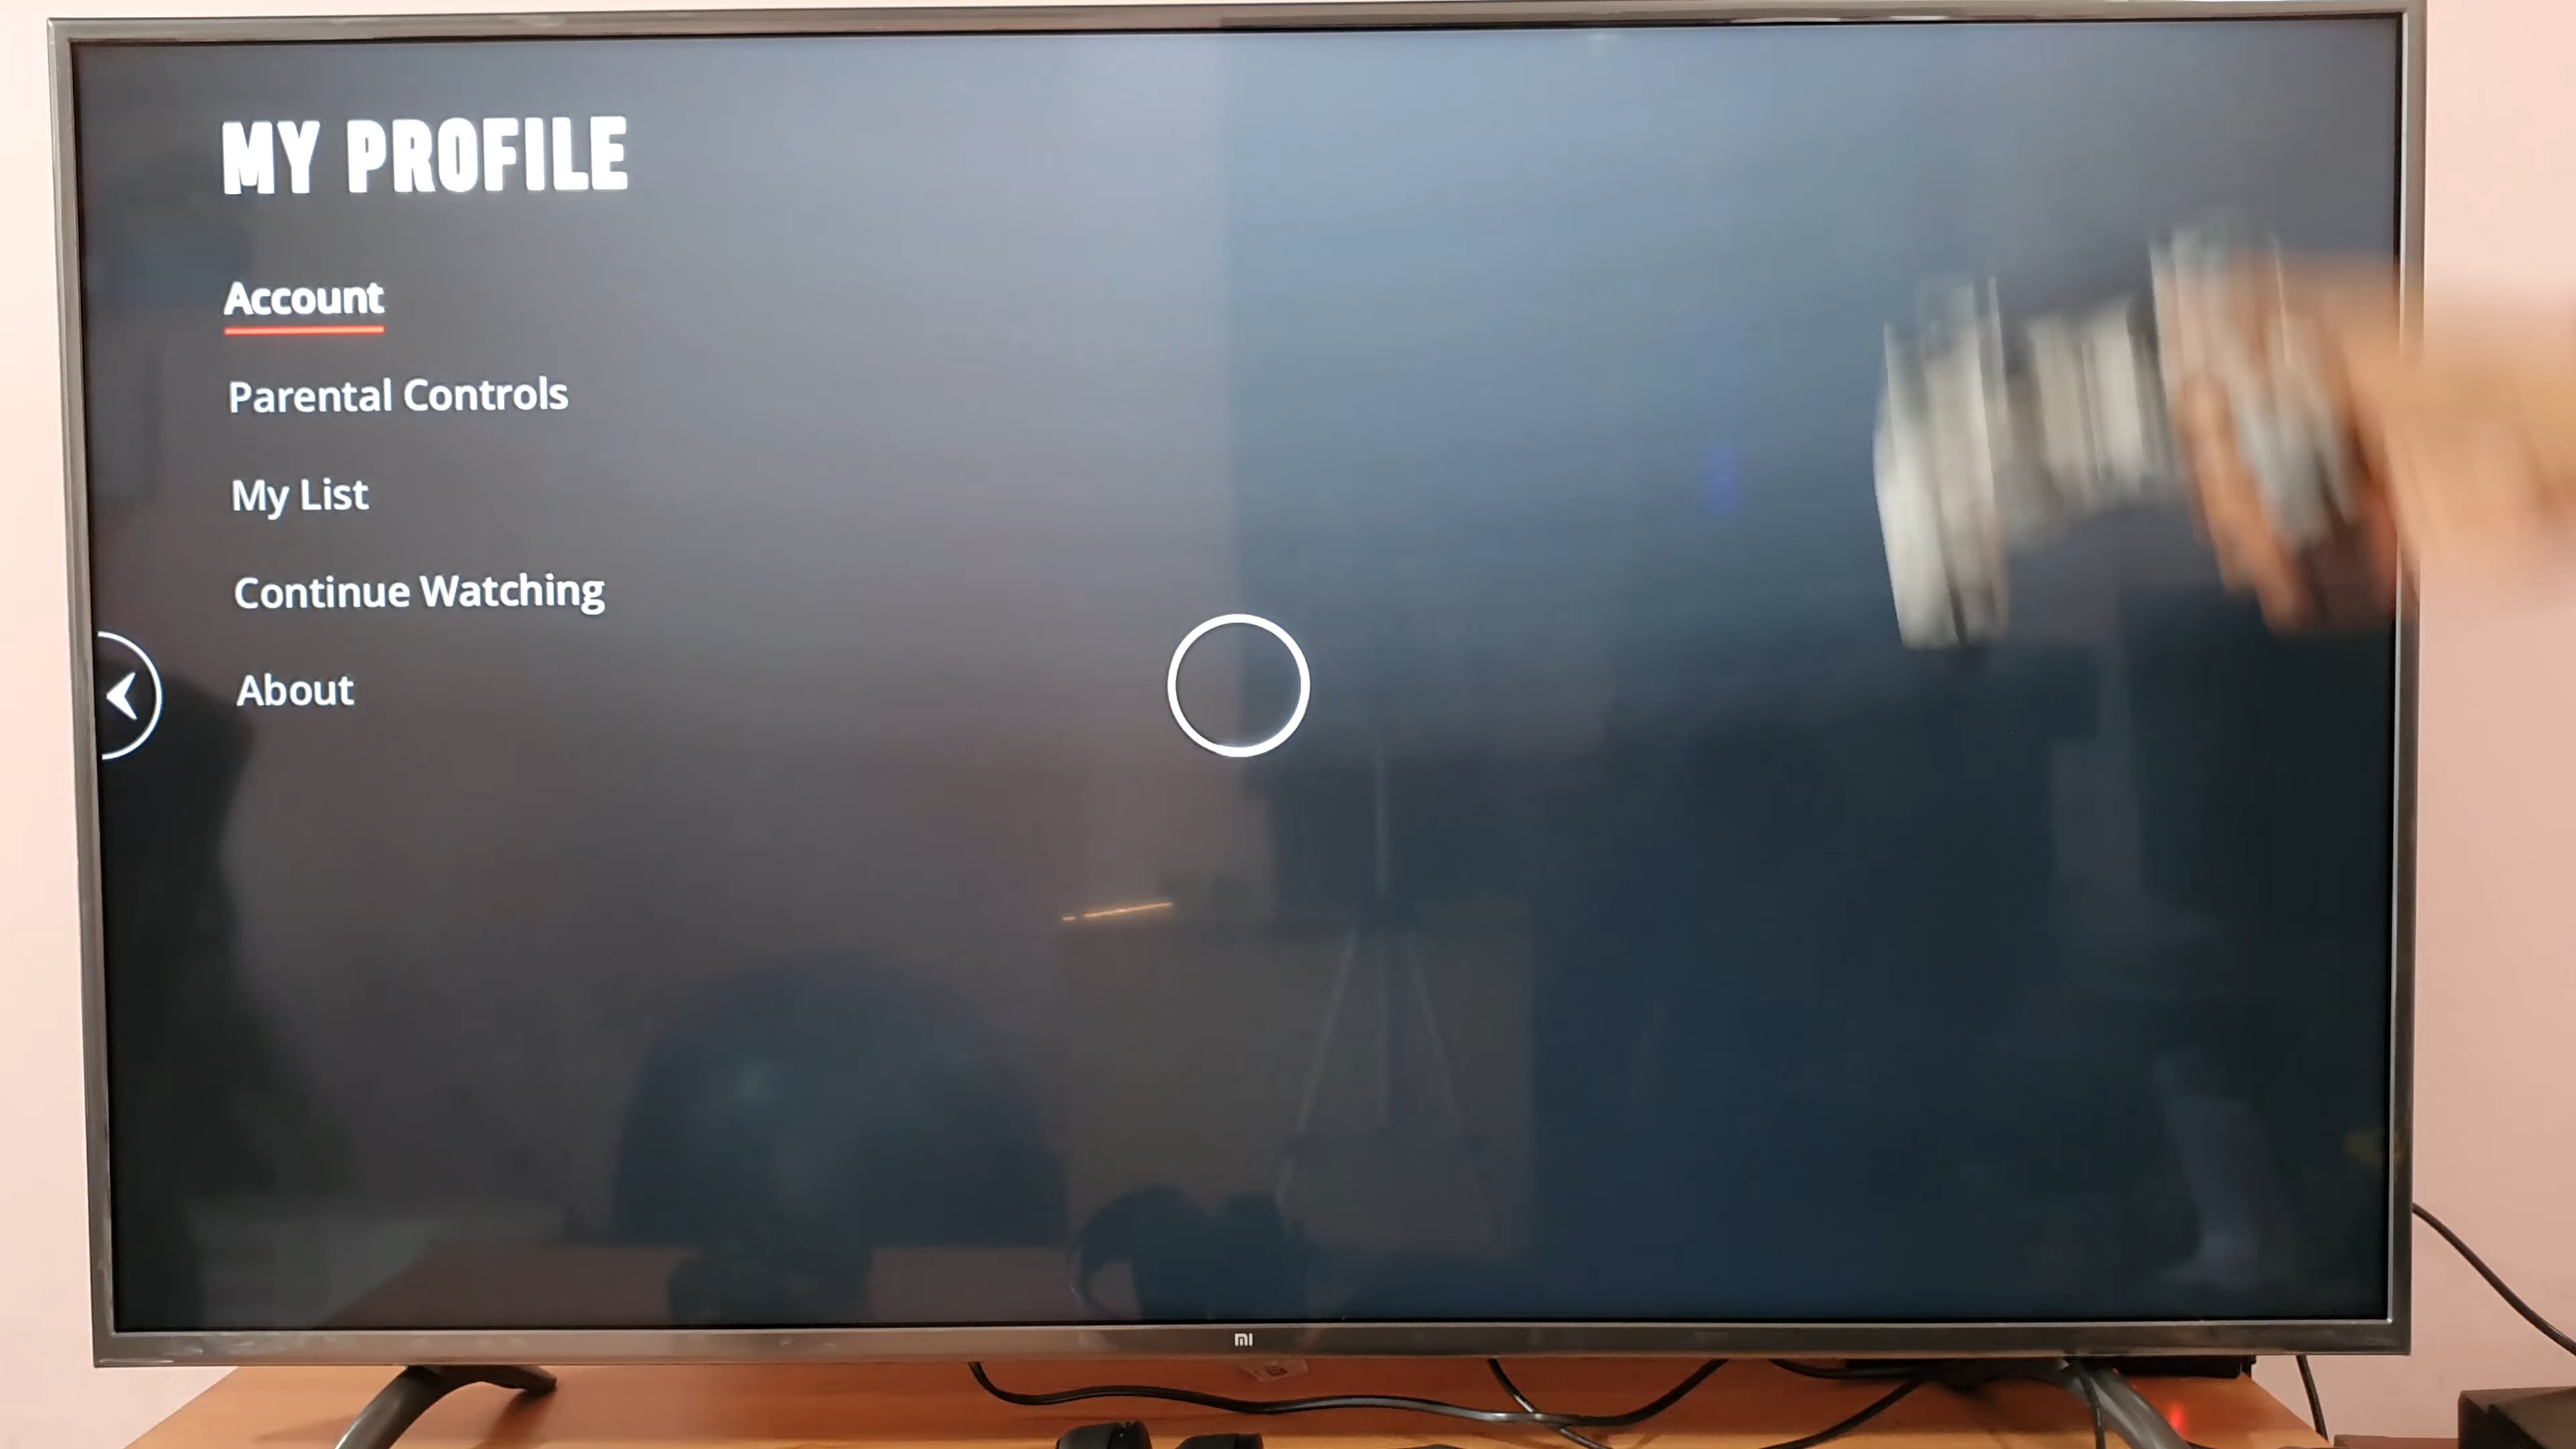 MY PROFILE
Account
Parental Controls
My List
Continue Watching
About
mi